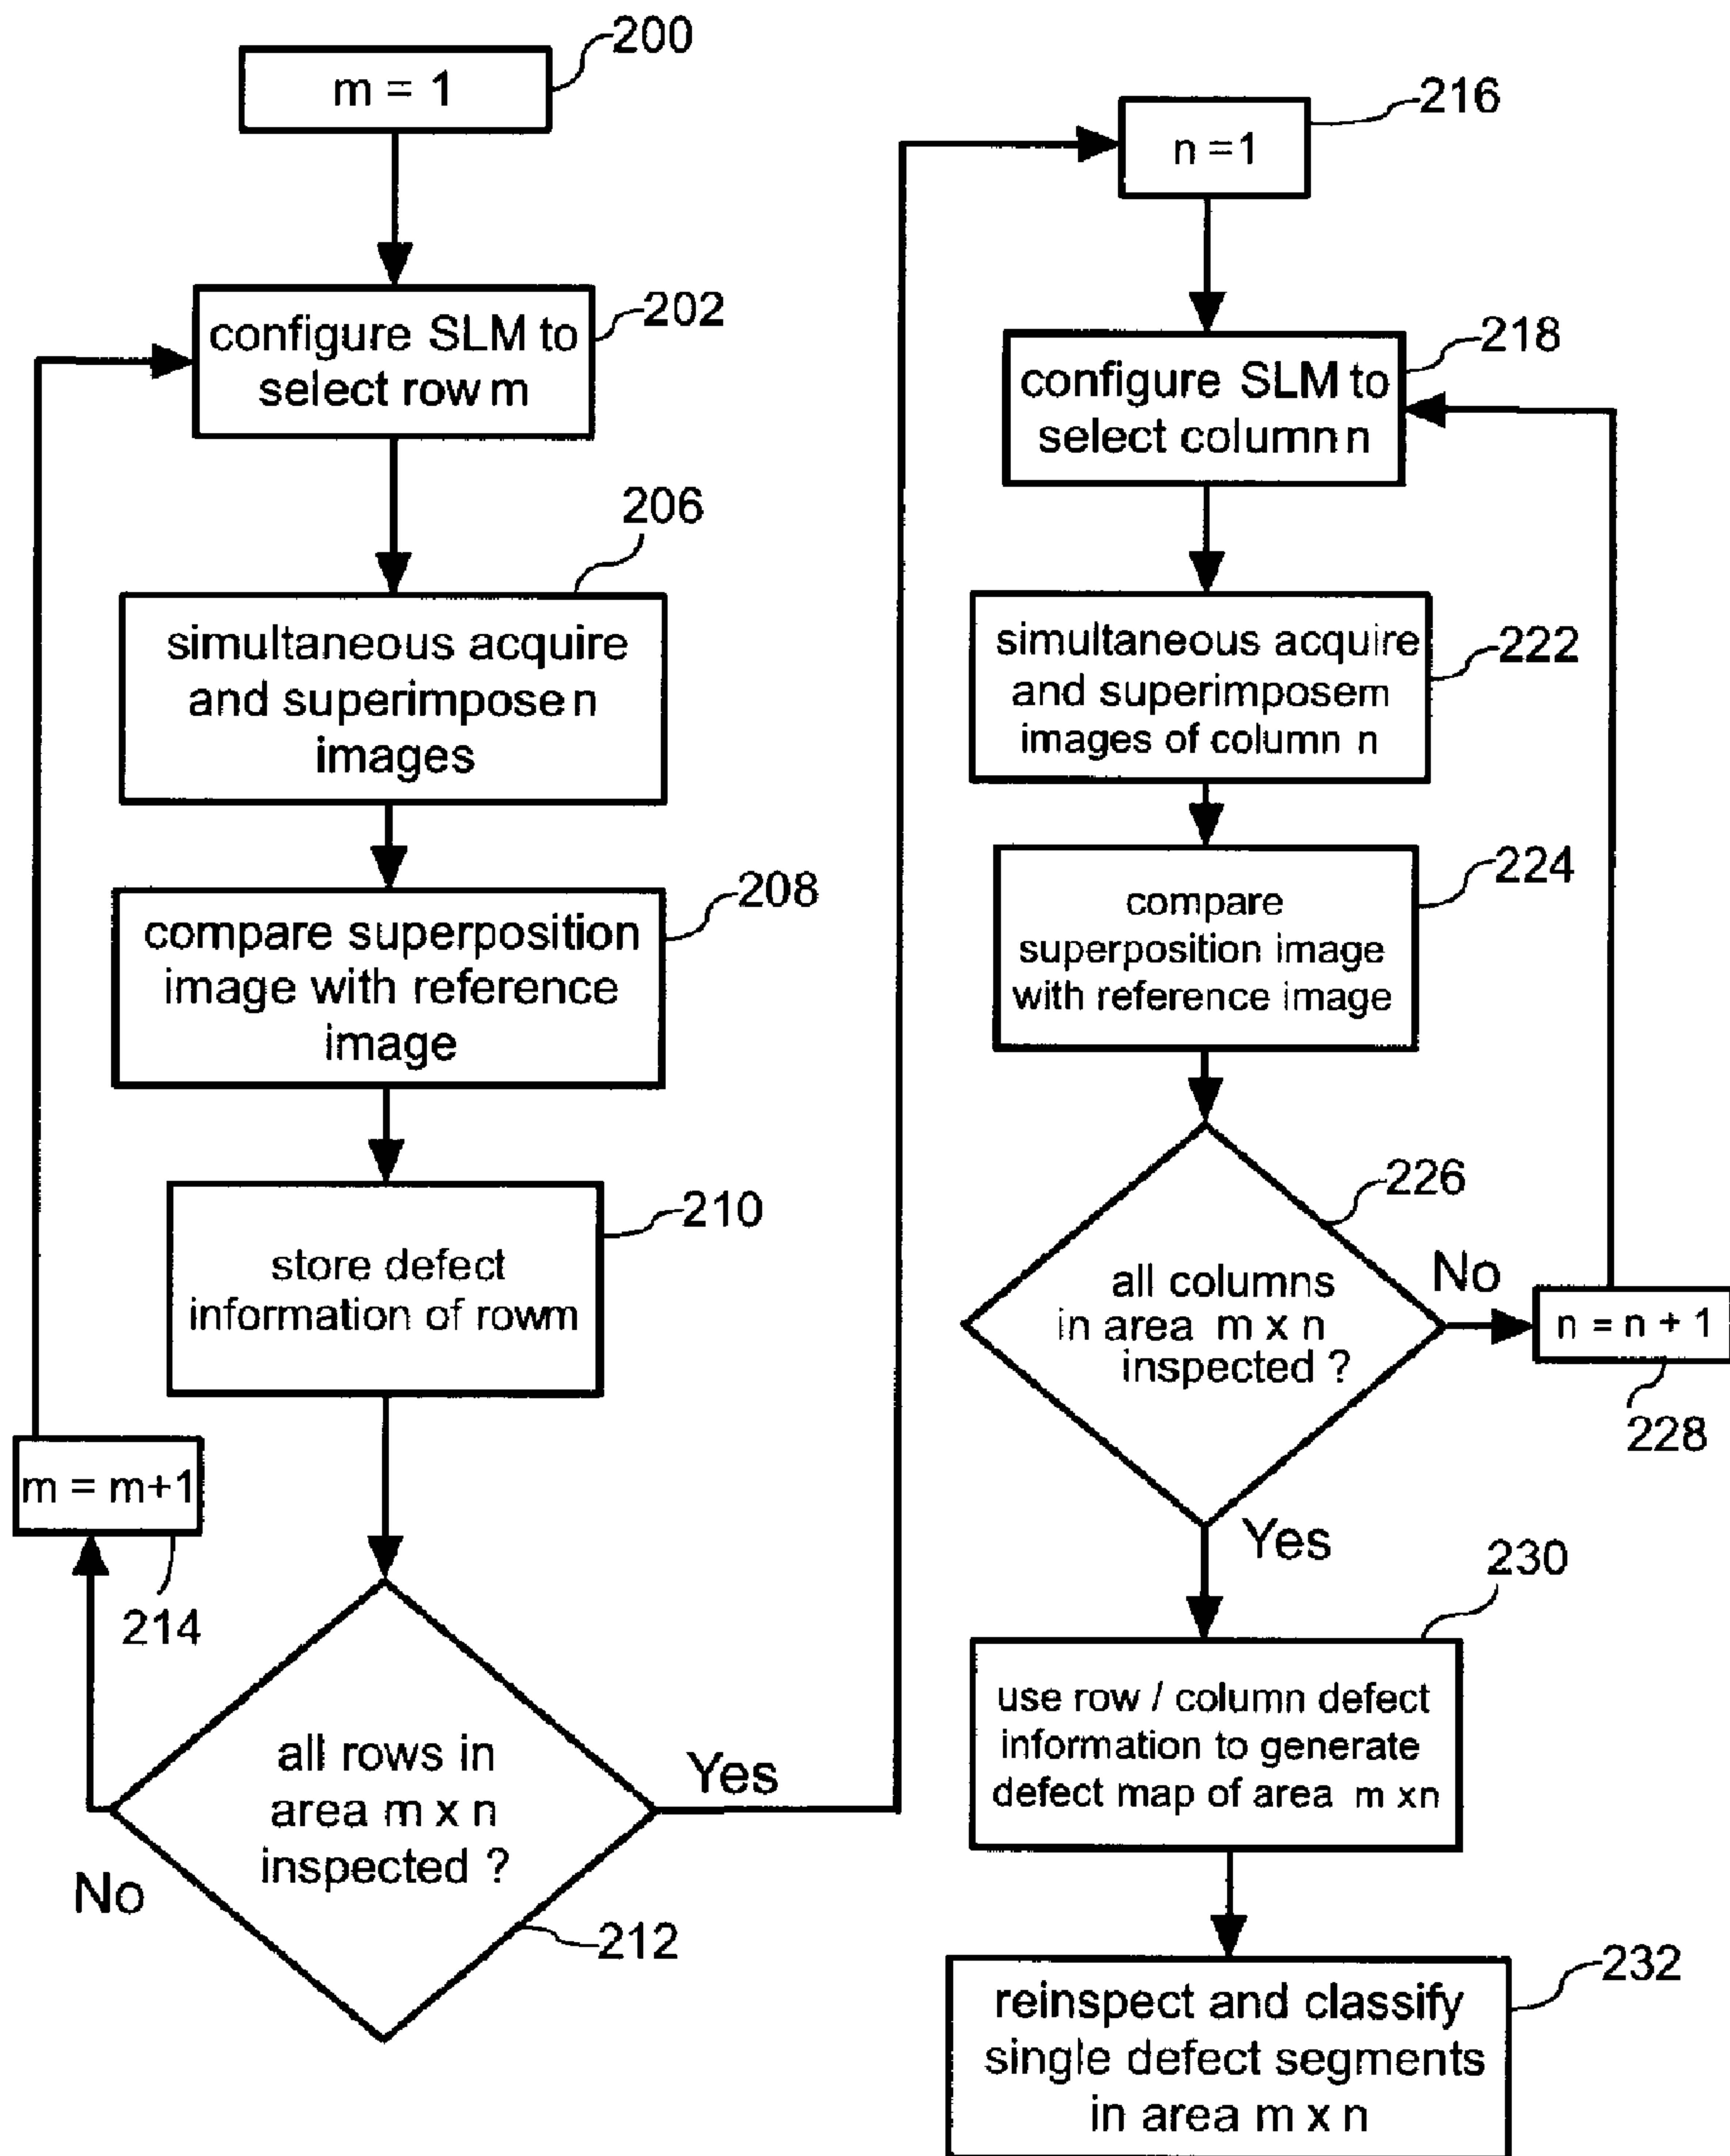 200
m = 1
202
configure SLM to
select row m
206
simultaneous acquire
and superimpose n
images
208
compare superposition
image with reference
image
210
store defect
information of rowm
m = m+1
214
all rows in
area m x n
inspected ?
Yes
No
212
216
n =1
218
configure SLM to
select column n
222
simultaneous acquire
and superimposem
images of column n
224
compare
superposition image
with reference image
226
all columns
in area m x n
inspected ?
No
n = n + 1
228
Yes
230
use row / column defect
information to generate
defect map of area m xn
232
reinspect and classify
single defect segments
in area m x n